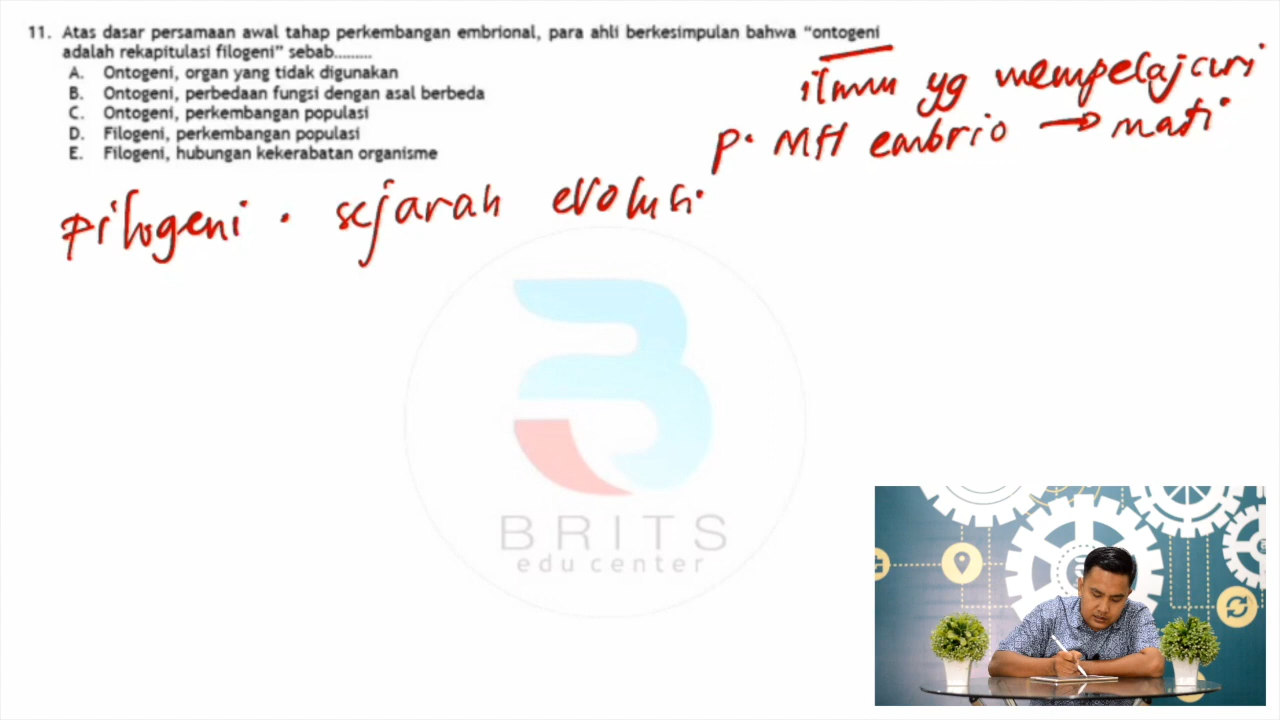 11. Atas dasar persamaan awal tahap perkembangan embrional, para ahli berkesimpulan bahwa “ontogeni
adalah rekapitulasi filogeni” sebab.........
A. Ontogeni, organ yang tidak digunakan
B. Ontogeni, perbedaan fungsi dengan asal berbeda
C. Ontogeni, perkembangan populasi
D. Filogeni, perkembangan populasi
E. Filogeni, hubungan kekerabatan organisme
ilmu yg mempelajari
P. MH embrio → mati
Filogeni . sejarah evolusi.
BRITS
edu center